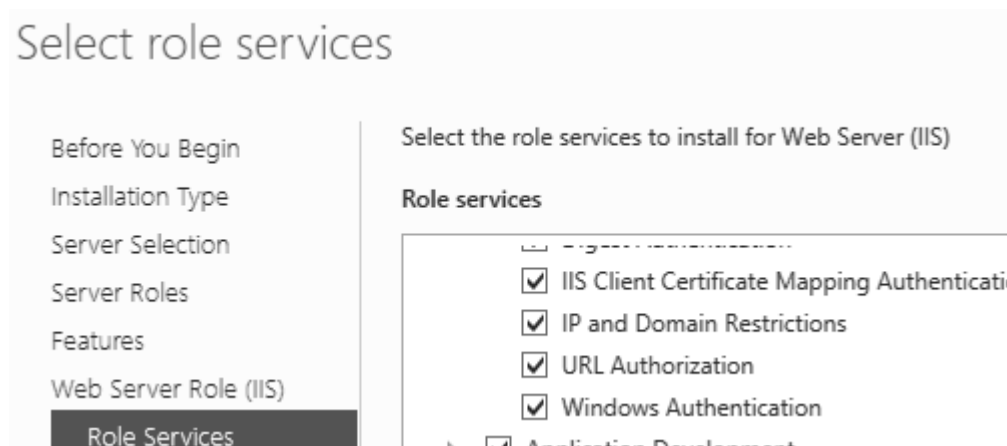 Select role services
Before You Begin
Installation Type
Server Selection
Server Roles
Features
Web Server Role (IIS)
Role Services
Select the role services to install for Web Server (IIS)
Role services
IIS Client Certificate Mapping
IP and Domain Restrictions
URL Authorization
Windows Authentication
Application Development